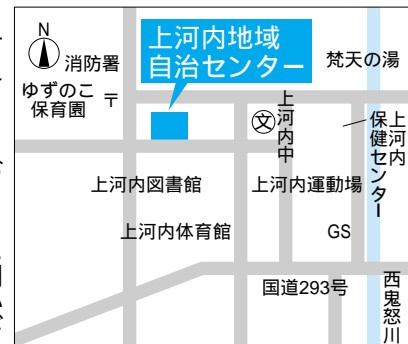 N
消防署
ゆずのこ
保育園
〒
上河内地域
自治センター
梵天の湯
文
上河内中
上河内
保健センター
上河内図書館
上河内運動場
上河内体育館
GS
国道293号
西鬼怒川